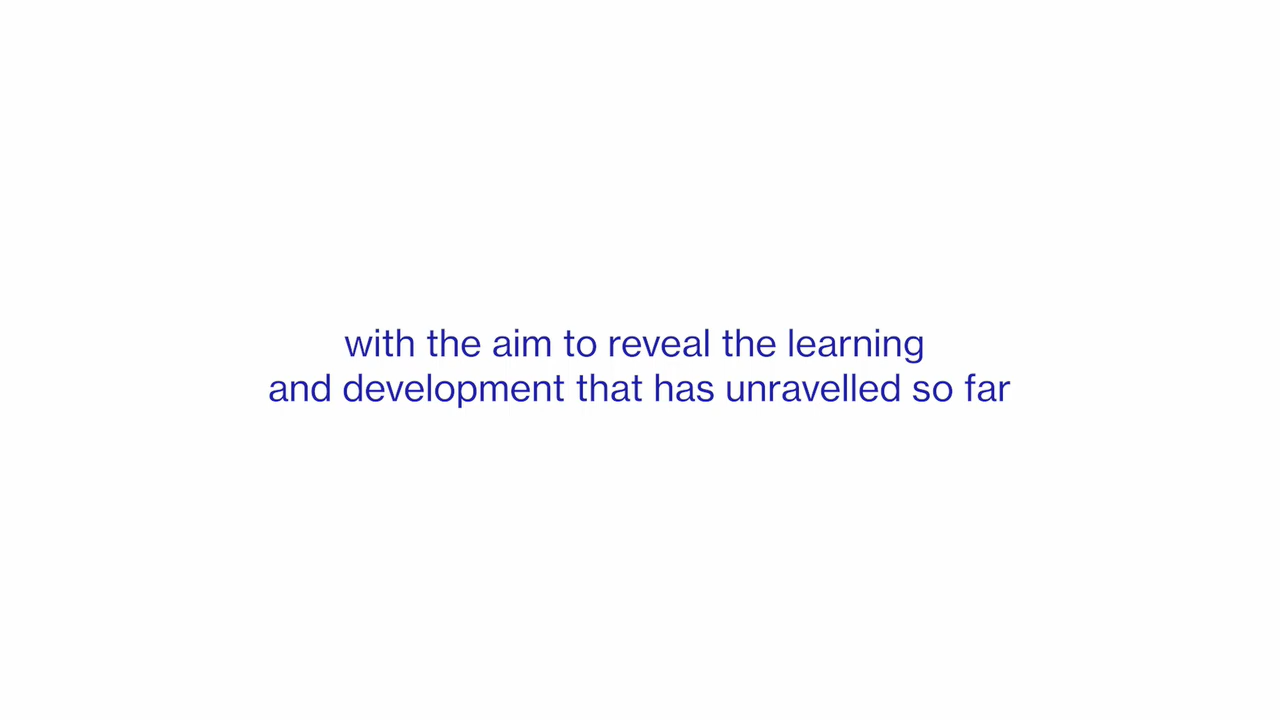 with the aim to reveal the learning
and development that has unravelled so far